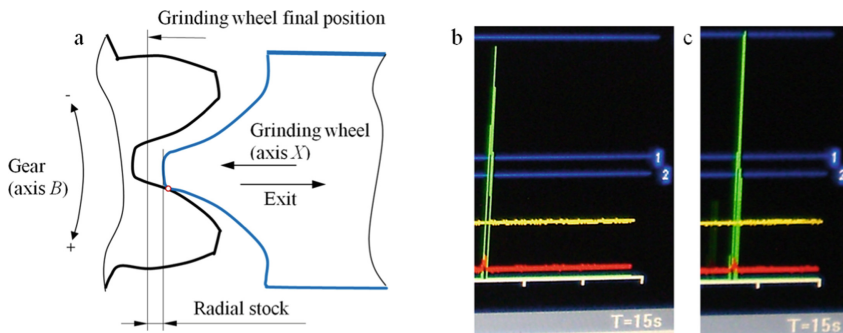 a
Grinding wheel final position
-
Gear
(axis B)
+
Grinding wheel
(axis X)
Exit
Radial stock
b
1
2
T=15s
c
1
2
T=15s